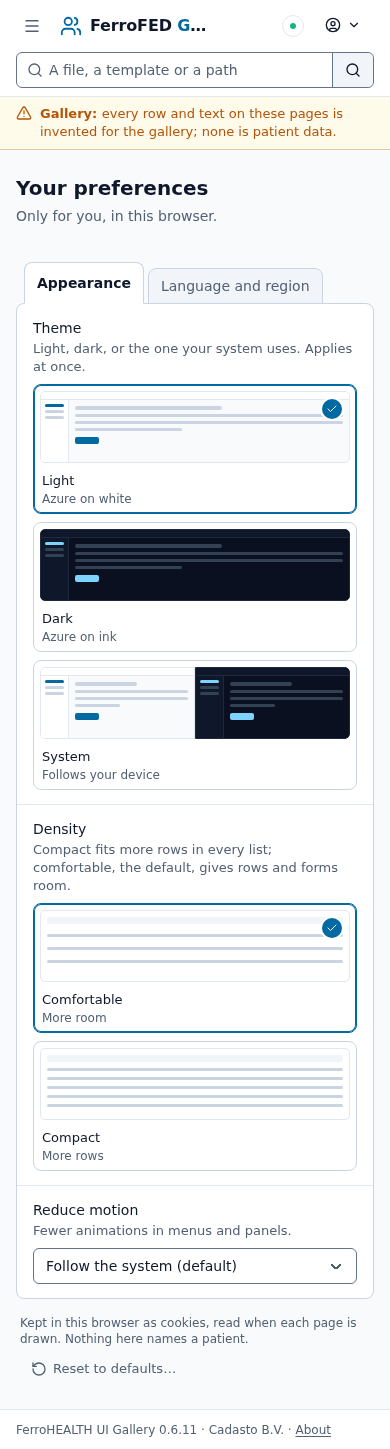 FerroFED G...
A file, a template or a path
Gallery: every row and text on these pages is
invented for the gallery; none is patient data.
Your preferences
Only for you, in this browser.
Appearance
Language and region
Theme
Light, dark, or the one your system uses. Applies
at once.
Light
Azure on white
Dark
Azure on ink
System
Follows your device
Density
Compact fits more rows in every list;
comfortable, the default, gives rows and forms
room.
Comfortable
More room
Compact
More rows
Reduce motion
Fewer animations in menus and panels.
Follow the system (default)
Kept in this browser as cookies, read when each page is
drawn. Nothing here names a patient.
Reset to defaults...
FerroHEALTH UI Gallery 0.6.11 · Cadasto B.V. · About